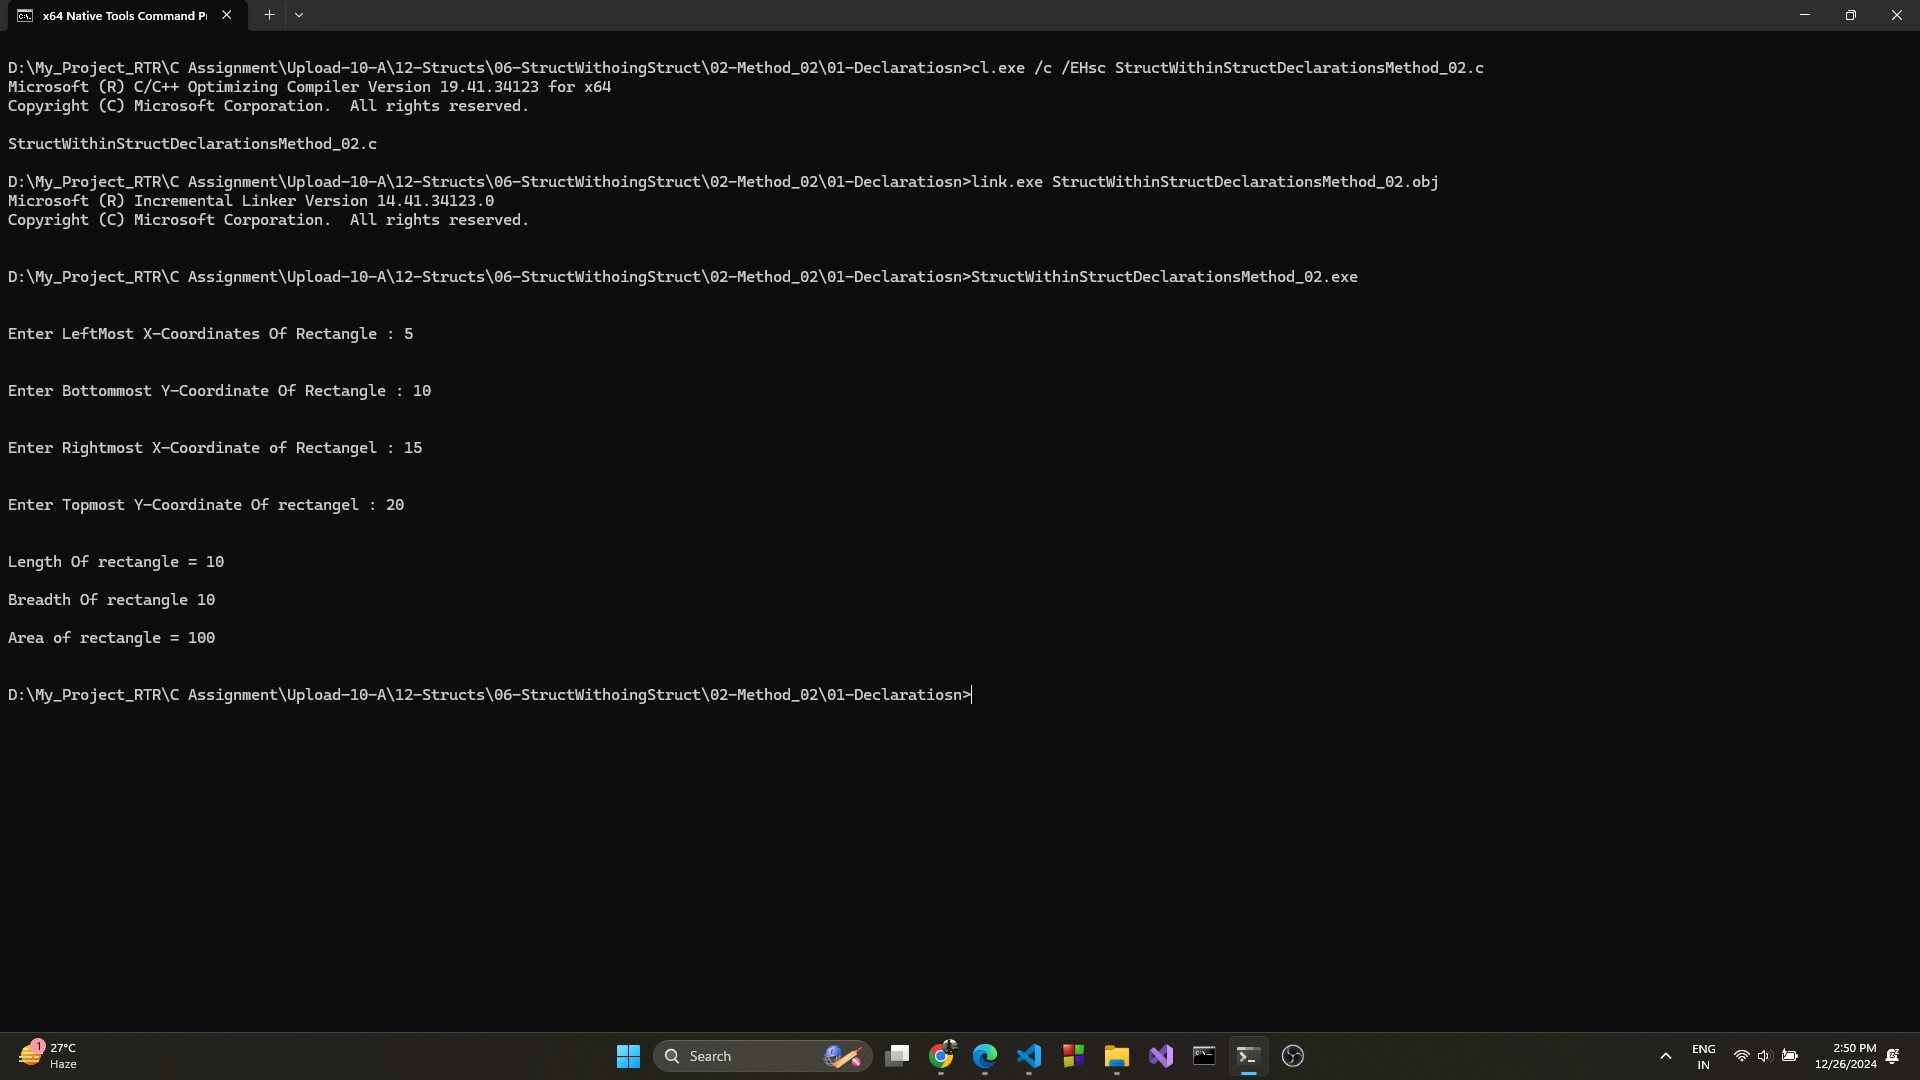 x64 Native Tools Command P
D:\My_Project_RTR\C Assignment\Upload-10-A\12-Structs\06-StructWithoingStruct\02-Method_02\01-Declaratiosn>cl.exe /c /EHsc StructWithinStructDeclarationsMethod_02.c
Microsoft (R) C/C++ Optimizing Compiler Version 19.41.34123 for x64
Copyright (C) Microsoft Corporation.  All rights reserved.
StructWithinStructDeclarationsMethod_02.c
D:\My_Project_RTR\C Assignment\Upload-10-A\12-Structs\06-StructWithoingStruct\02-Method_02\01-Declaratiosn>link.exe StructWithinStructDeclarationsMethod_02.obj
Microsoft (R) Incremental Linker Version 14.41.34123.0
Copyright (C) Microsoft Corporation.  All rights reserved.
D:\My_Project_RTR\C Assignment\Upload-10-A\12-Structs\06-StructWithoingStruct\02-Method_02\01-Declaratiosn>StructWithinStructDeclarationsMethod_02.exe
Enter LeftMost X-Coordinates Of Rectangle : 5
Enter Bottommost Y-Coordinate Of Rectangle : 10
Enter Rightmost X-Coordinate of Rectangel : 15
Enter Topmost Y-Coordinate Of rectangel : 20
Length Of rectangle = 10
Breadth Of rectangle 10
Area of rectangle = 100
D:\My_Project_RTR\C Assignment\Upload-10-A\12-Structs\06-StructWithoingStruct\02-Method_02\01-Declaratiosn>
1
27°C
Haze
Search
ENG
IN
2:50 PM
12/26/2024